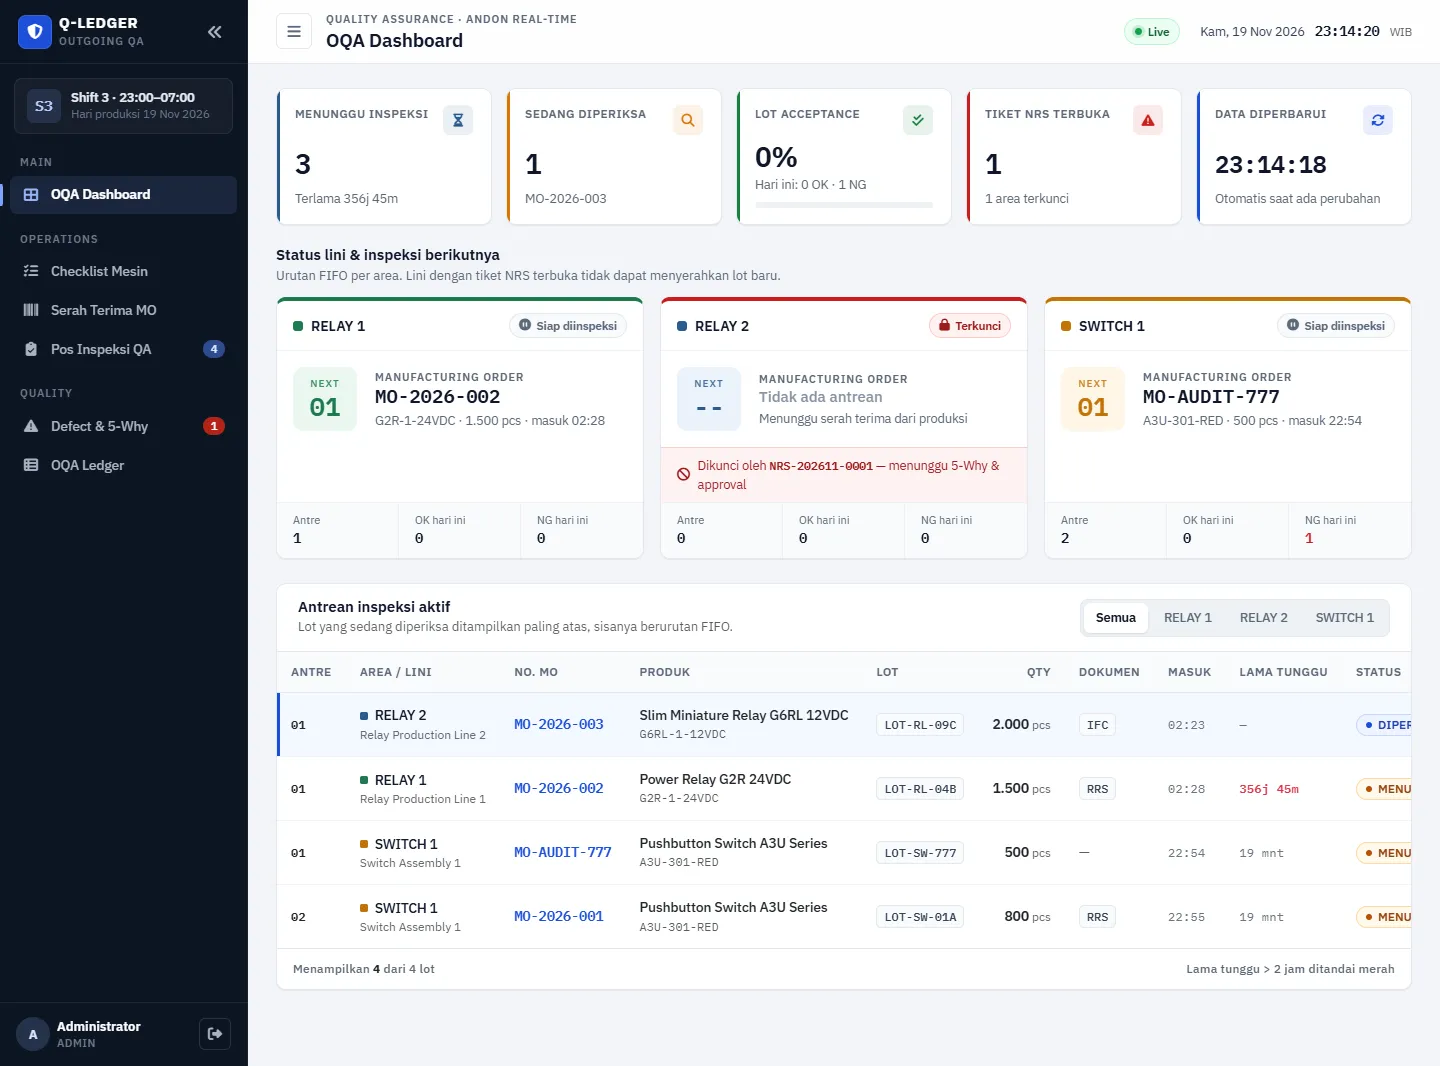 Q-LEDGER
OUTGOING QA
S3
Shift 3 · 23:00–07:00
Hari produksi 19 Nov 2026
MAIN
OQA Dashboard
OPERATIONS
Checklist Mesin
Serah Terima MO
Pos Inspeksi QA 4
QUALITY
Defect & 5-Why 1
OQA Ledger
A
Administrator
ADMIN
QUALITY ASSURANCE · ANDON REAL-TIME
OQA Dashboard
Live
Kam, 19 Nov 2026 23:14:20 WIB
MENUNGGU INSPEKSI
3
Terlama 356j 45m
SEDANG DIPERIKSA
1
MO-2026-003
LOT ACCEPTANCE
0%
Hari ini: 0 OK · 1 NG
TIKET NRS TERBUKA
1
1 area terkunci
DATA DIPERBARUI
23:14:18
Otomatis saat ada perubahan
Status lini & inspeksi berikutnya
Urutan FIFO per area. Lini dengan tiket NRS terbuka tidak dapat menyerahkan lot baru.
RELAY 1
Siap diinspeksi
NEXT
01
MANUFACTURING ORDER
MO-2026-002
G2R-1-24VDC · 1.500 pcs · masuk 02:28
Antre OK hari ini NG hari ini
1 0 0
RELAY 2
Terkunci
NEXT
--
MANUFACTURING ORDER
Tidak ada antrean
Menunggu serah terima dari produksi
Dikunci oleh NRS-202611-0001 — menunggu 5-Why &
approval
Antre OK hari ini NG hari ini
0 0 0
SWITCH 1
Siap diinspeksi
NEXT
01
MANUFACTURING ORDER
MO-AUDIT-777
A3U-301-RED · 500 pcs · masuk 22:54
Antre OK hari ini NG hari ini
2 0 1
Antrean inspeksi aktif
Lot yang sedang diperiksa ditampilkan paling atas, sisanya berurutan FIFO.
Semua RELAY 1 RELAY 2 SWITCH 1
ANTRE AREA / LINI NO. MO PRODUK LOT QTY DOKUMEN MASUK LAMA TUNGGU STATUS
01 RELAY 2 MO-2026-003 Slim Miniature Relay G6RL 12VDC LOT-RL-09C 2.000 pcs IFC 02:23 — DIPER
Relay Production Line 2 G6RL-1-12VDC
01 RELAY 1 MO-2026-002 Power Relay G2R 24VDC LOT-RL-04B 1.500 pcs RRS 02:28 356j 45m MENU
Relay Production Line 1 G2R-1-24VDC
01 SWITCH 1 MO-AUDIT-777 Pushbutton Switch A3U Series LOT-SW-777 500 pcs — 22:54 19 mnt MENU
Switch Assembly 1 A3U-301-RED
02 SWITCH 1 MO-2026-001 Pushbutton Switch A3U Series LOT-SW-01A 800 pcs RRS 22:55 19 mnt MENU
Switch Assembly 1 A3U-301-RED
Menampilkan 4 dari 4 lot
Lama tunggu > 2 jam ditandai merah